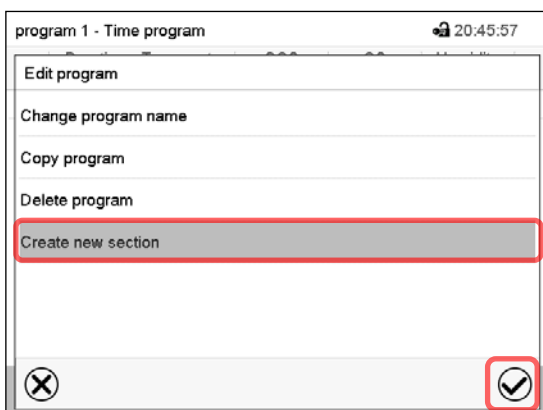 program 1 - Time program 20:45:57
Edit program
Change program name
Copy program
Delete program
Create new section